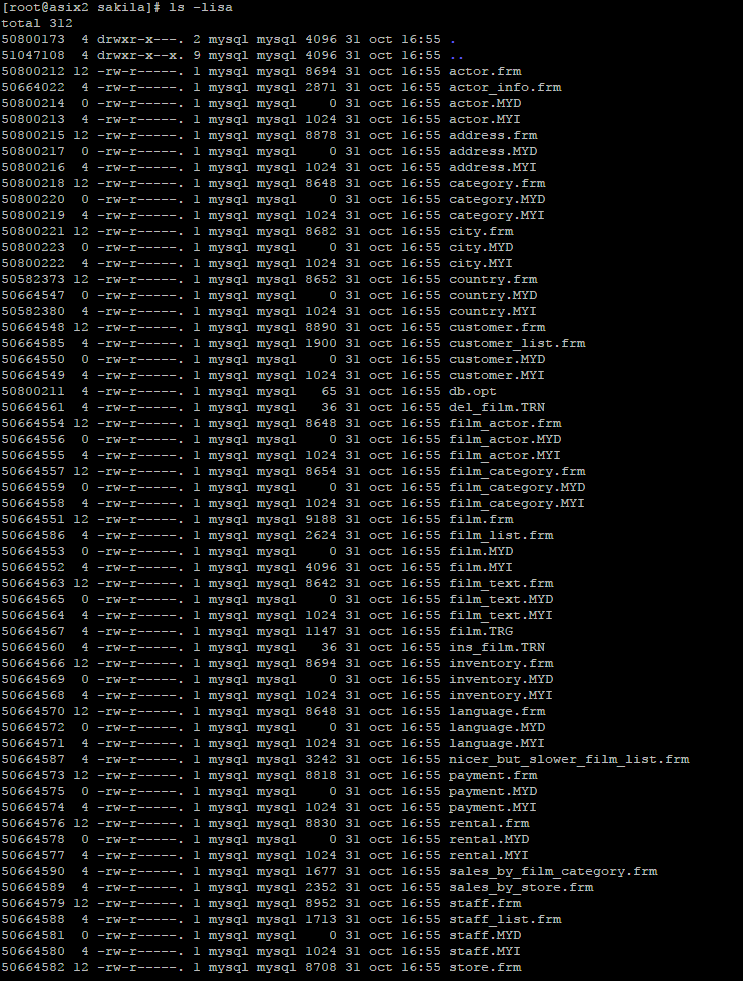 [root@asix2 sakila]# ls -lisa
total 312
50800173  4 drwxr-x---. 2 mysql mysql 4096 31 oct 16:55 .
51047108  4 drwxr-x--x. 9 mysql mysql 4096 31 oct 16:55 ..
50800212 12 -rw-r-----. 1 mysql mysql 8694 31 oct 16:55 actor.frm
50664022  4 -rw-r-----. 1 mysql mysql 2871 31 oct 16:55 actor_info.frm
50800214  0 -rw-r-----. 1 mysql mysql    0 31 oct 16:55 actor.MYD
50800213  4 -rw-r-----. 1 mysql mysql 1024 31 oct 16:55 actor.MYI
50800215 12 -rw-r-----. 1 mysql mysql 8878 31 oct 16:55 address.frm
50800217  0 -rw-r-----. 1 mysql mysql    0 31 oct 16:55 address.MYD
50800216  4 -rw-r-----. 1 mysql mysql 1024 31 oct 16:55 address.MYI
50800218 12 -rw-r-----. 1 mysql mysql 8648 31 oct 16:55 category.frm
50800220  0 -rw-r-----. 1 mysql mysql    0 31 oct 16:55 category.MYD
50800219  4 -rw-r-----. 1 mysql mysql 1024 31 oct 16:55 category.MYI
50800221 12 -rw-r-----. 1 mysql mysql 8682 31 oct 16:55 city.frm
50800223  0 -rw-r-----. 1 mysql mysql    0 31 oct 16:55 city.MYD
50800222  4 -rw-r-----. 1 mysql mysql 1024 31 oct 16:55 city.MYI
50582373 12 -rw-r-----. 1 mysql mysql 8652 31 oct 16:55 country.frm
50664547  0 -rw-r-----. 1 mysql mysql    0 31 oct 16:55 country.MYD
50582380  4 -rw-r-----. 1 mysql mysql 1024 31 oct 16:55 country.MYI
50664548 12 -rw-r-----. 1 mysql mysql 8890 31 oct 16:55 customer.frm
50664585  4 -rw-r-----. 1 mysql mysql 1900 31 oct 16:55 customer_list.frm
50664550  0 -rw-r-----. 1 mysql mysql    0 31 oct 16:55 customer.MYD
50664549  4 -rw-r-----. 1 mysql mysql 1024 31 oct 16:55 customer.MYI
50800211  4 -rw-r-----. 1 mysql mysql   65 31 oct 16:55 db.opt
50664561  4 -rw-r-----. 1 mysql mysql   36 31 oct 16:55 del_film.TRN
50664554 12 -rw-r-----. 1 mysql mysql 8648 31 oct 16:55 film_actor.frm
50664556  0 -rw-r-----. 1 mysql mysql    0 31 oct 16:55 film_actor.MYD
50664555  4 -rw-r-----. 1 mysql mysql 1024 31 oct 16:55 film_actor.MYI
50664557 12 -rw-r-----. 1 mysql mysql 8654 31 oct 16:55 film_category.frm
50664559  0 -rw-r-----. 1 mysql mysql    0 31 oct 16:55 film_category.MYD
50664558  4 -rw-r-----. 1 mysql mysql 1024 31 oct 16:55 film_category.MYI
50664551 12 -rw-r-----. 1 mysql mysql 9188 31 oct 16:55 film.frm
50664586  4 -rw-r-----. 1 mysql mysql 2624 31 oct 16:55 film_list.frm
50664553  0 -rw-r-----. 1 mysql mysql    0 31 oct 16:55 film.MYD
50664552  4 -rw-r-----. 1 mysql mysql 4096 31 oct 16:55 film.MYI
50664563 12 -rw-r-----. 1 mysql mysql 8642 31 oct 16:55 film_text.frm
50664565  0 -rw-r-----. 1 mysql mysql    0 31 oct 16:55 film_text.MYD
50664564  4 -rw-r-----. 1 mysql mysql 1024 31 oct 16:55 film_text.MYI
50664567  4 -rw-r-----. 1 mysql mysql 1147 31 oct 16:55 film.TRG
50664560  4 -rw-r-----. 1 mysql mysql   36 31 oct 16:55 ins_film.TRN
50664566 12 -rw-r-----. 1 mysql mysql 8694 31 oct 16:55 inventory.frm
50664569  0 -rw-r-----. 1 mysql mysql    0 31 oct 16:55 inventory.MYD
50664568  4 -rw-r-----. 1 mysql mysql 1024 31 oct 16:55 inventory.MYI
50664570 12 -rw-r-----. 1 mysql mysql 8648 31 oct 16:55 language.frm
50664572  0 -rw-r-----. 1 mysql mysql    0 31 oct 16:55 language.MYD
50664571  4 -rw-r-----. 1 mysql mysql 1024 31 oct 16:55 language.MYI
50664587  4 -rw-r-----. 1 mysql mysql 3242 31 oct 16:55 nicer_but_slower_film_list.frm
50664573 12 -rw-r-----. 1 mysql mysql 8818 31 oct 16:55 payment.frm
50664575  0 -rw-r-----. 1 mysql mysql    0 31 oct 16:55 payment.MYD
50664574  4 -rw-r-----. 1 mysql mysql 1024 31 oct 16:55 payment.MYI
50664576 12 -rw-r-----. 1 mysql mysql 8830 31 oct 16:55 rental.frm
50664578  0 -rw-r-----. 1 mysql mysql    0 31 oct 16:55 rental.MYD
50664577  4 -rw-r-----. 1 mysql mysql 1024 31 oct 16:55 rental.MYI
50664590  4 -rw-r-----. 1 mysql mysql 1677 31 oct 16:55 sales_by_film_category.frm
50664589  4 -rw-r-----. 1 mysql mysql 2352 31 oct 16:55 sales_by_store.frm
50664579 12 -rw-r-----. 1 mysql mysql 8952 31 oct 16:55 staff.frm
50664588  4 -rw-r-----. 1 mysql mysql 1713 31 oct 16:55 staff_list.frm
50664581  0 -rw-r-----. 1 mysql mysql    0 31 oct 16:55 staff.MYD
50664580  4 -rw-r-----. 1 mysql mysql 1024 31 oct 16:55 staff.MYI
50664582 12 -rw-r-----. 1 mysql mysql 8708 31 oct 16:55 store.frm